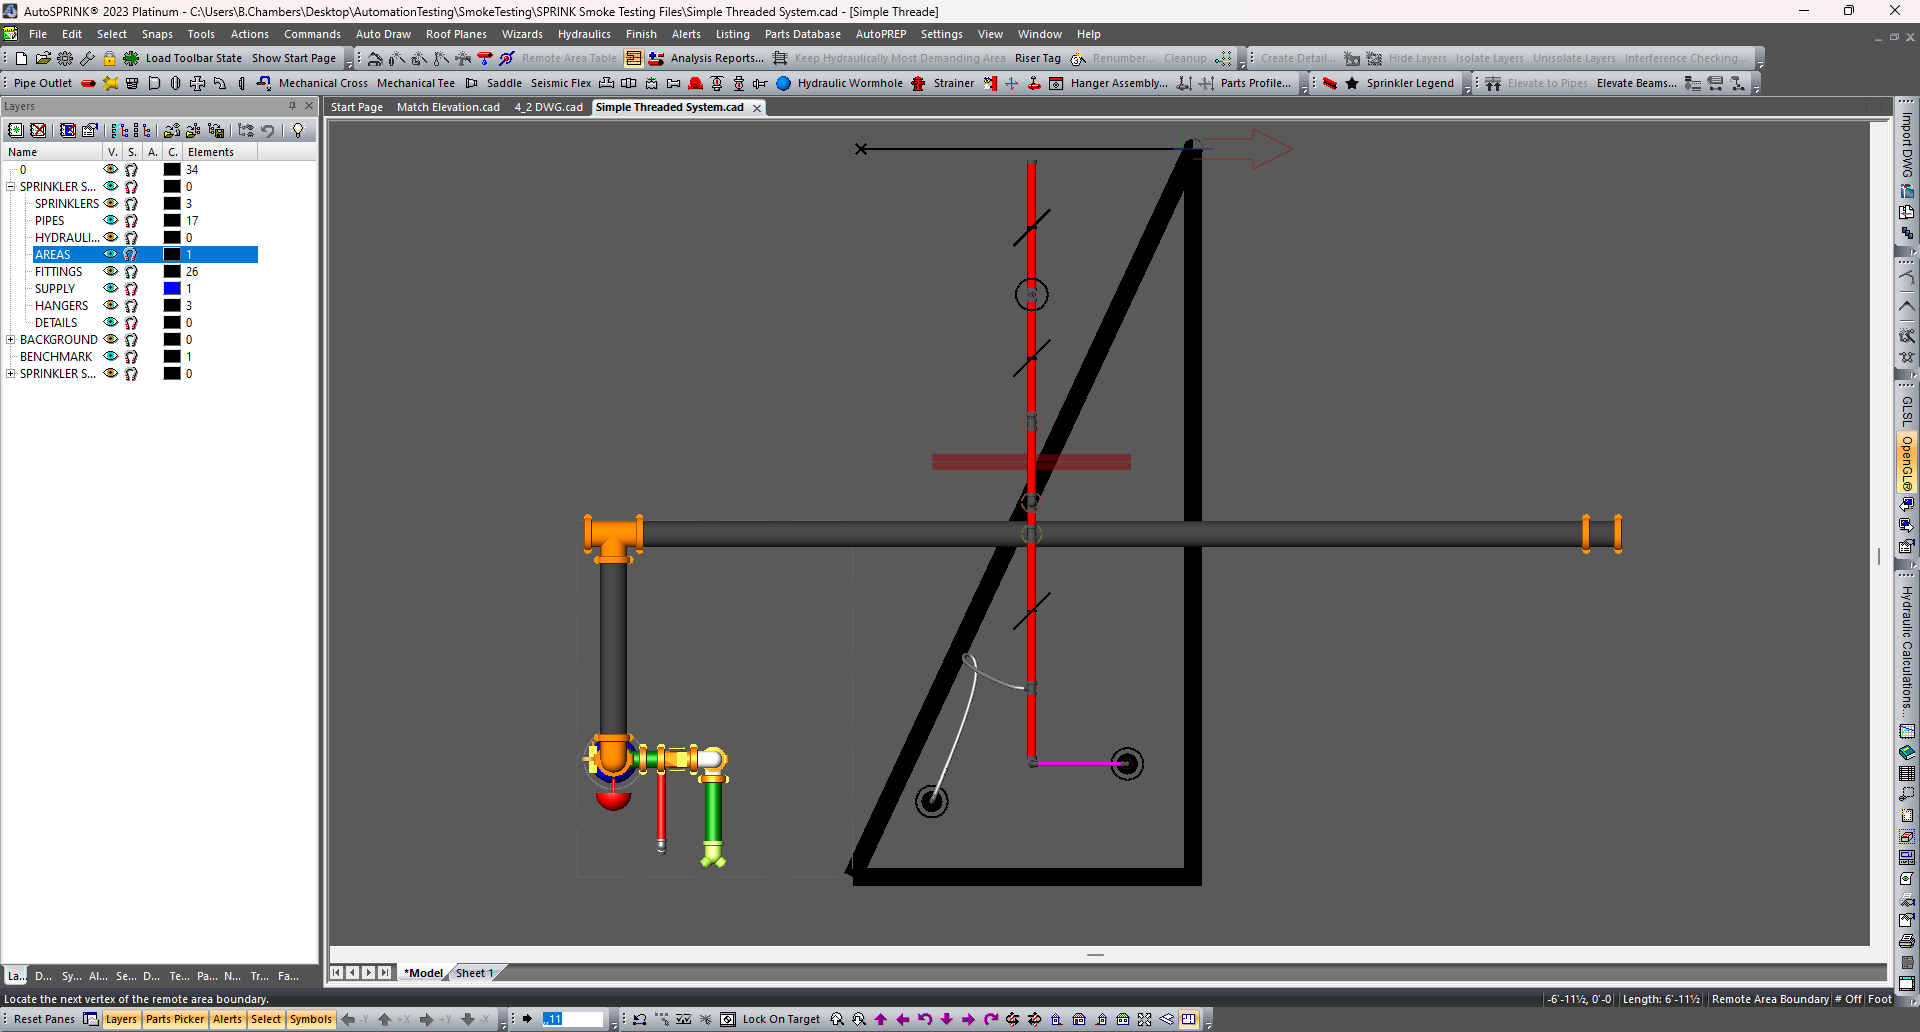 AutoSPRINK® 2023 Platinum - C:\Users\B.Chambers\Desktop\AutomationTesting\SmokeTesting\SPRINK Smoke Testing Files\Simple Threaded System.cad - [Simple Threade]
File Edit Select Snaps Tools Actions Commands Auto Draw Roof Planes Wizards Hydraulics Finish Alerts Listing Parts Database AutoPREP Settings View Window Help
Load Toolbar State Show Start Page Remote Area Table Analysis Reports... Keep Hydraulically Most Demanding Area Riser Tag Renumber... Cleanup Create Detail... Hide Layers Isolate Layers Unisolate Layers Interference Checking...
Pipe Outlet Mechanical Cross Mechanical Tee Saddle Seismic Flex Hydraulic Wormhole Strainer Hanger Assembly... Parts Profile... Sprinkler Legend Elevate to Pipes Elevate Beams...
Layers
Start Page Match Elevation.cad 4_2 DWG.cad Simple Threaded System.cad
Name V. S. A. C. Elements
0 34
SPRINKLER S... 0
SPRINKLERS 3
PIPES 17
HYDRAULI... 0
AREAS 1
FITTINGS 26
SUPPLY 1
HANGERS 3
DETAILS 0
BACKGROUND 0
BENCHMARK 1
SPRINKLER S... 0
Import DWG
GLSL
OpenGL®
Hydraulic Calculations...
La... D... Sy... Al... Se... D... Te... Pa... N... Tr... Fa...
*Model Sheet 1
Locate the next vertex of the remote area boundary.
-6'-11½, 0'-0 Length: 6'-11½ Remote Area Boundary # Off Foot
Reset Panes Layers Parts Picker Alerts Select Symbols -Y +X +Y -X ,,11 Lock On Target